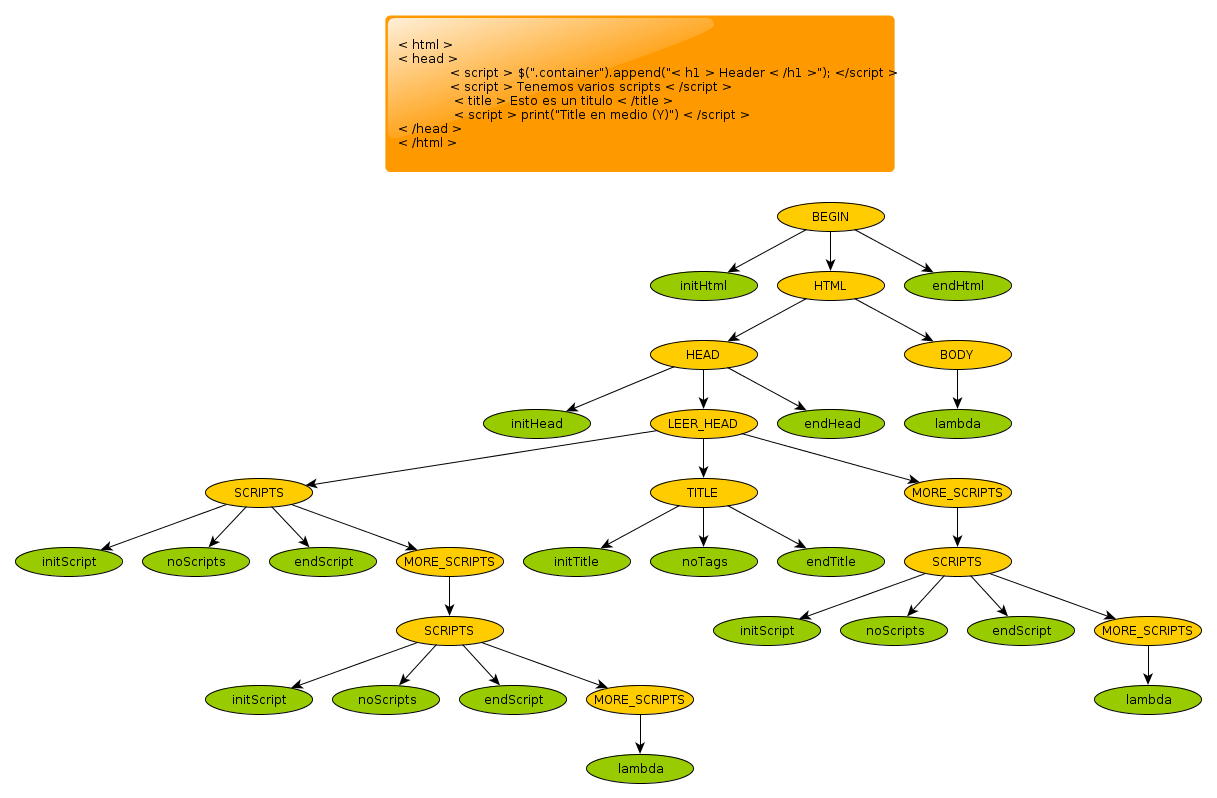 < html >
< head >
< script > $(".container").append("< h1 > Header < /h1 >"); </script >
< script > Tenemos varios scripts < /script >
< title > Esto es un titulo < /title >
< script > print("Title en medio (Y)") < /script >
< /head >
< /html >
BEGIN
initHtml HTML endHtml
HEAD BODY
initHead LEER_HEAD endHead lambda
SCRIPTS TITLE MORE_SCRIPTS
initScript noScripts endScript MORE_SCRIPTS initTitle noTags endTitle SCRIPTS
SCRIPTS initScript noScripts endScript MORE_SCRIPTS
initScript noScripts endScript MORE_SCRIPTS lambda
lambda